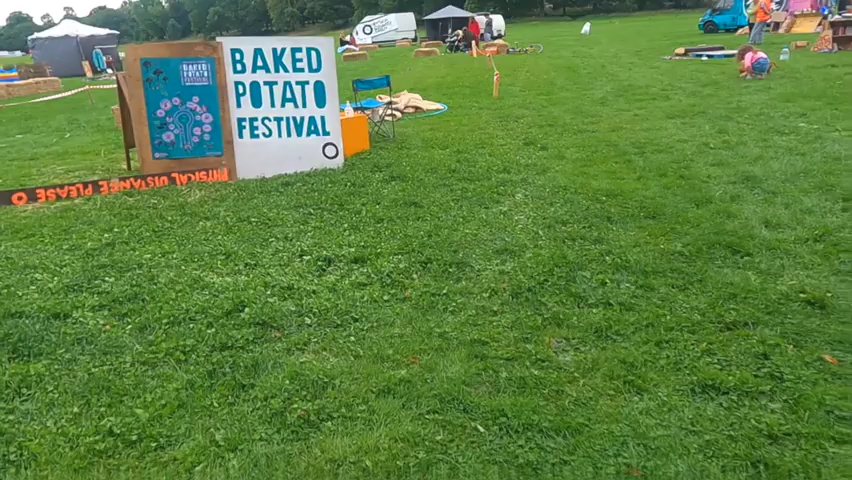 BAKED
POTATO
FESTIVAL
BAKED
POTATO
FESTIVAL
PHYSICAL DISTANCE PLEASE